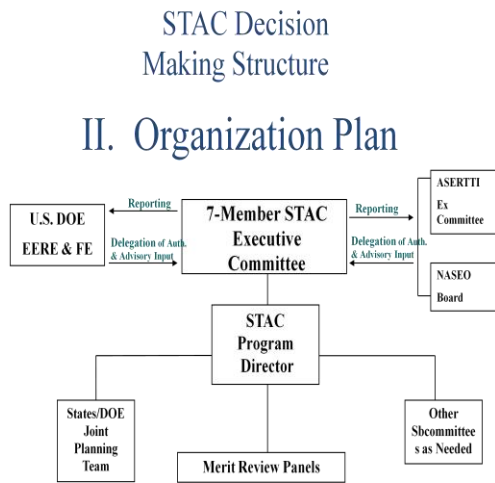 STAC Decision
Making Structure
II. Organization Plan
Reporting
7-Member STAC
Executive
Committee
Reporting
ASERTTI
Ex
Committee
U.S. DOE
EERE & FE
Delegation of Auth.
& Advisory Input
Delegation of Auth.
& Advisory Input
NASEO
Board
STAC
Program
Director
States/DOE
Joint
Planning
Team
Merit Review Panels
Other
Sbcommittee
s as Needed